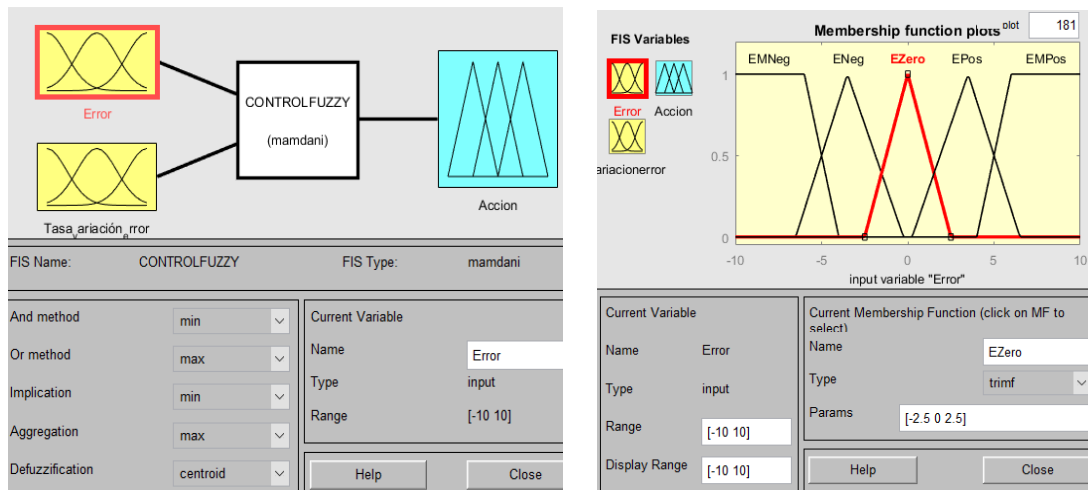 Error
CONTROLFUZZY
(mamdani)
Accion
Tasa_variación_error
FIS Name: CONTROLFUZZY FIS Type: mamdani
And method min
Or method max
Implication min
Aggregation max
Defuzzification centroid
Current Variable
Name Error
Type input
Range [-10 10]
Help Close
FIS Variables
Error Accion
ariacionerror
Membership function plots plot 181
EMNeg ENeg EZero EPos EMPos
1
0.5
0
-10 -5 0 5 10
input variable "Error"
Current Variable
Name Error
Type input
Range [-10 10]
Display Range [-10 10]
Current Membership Function (click on MF to
select)
Name EZero
Type trimf
Params [-2.5 0 2.5]
Help Close